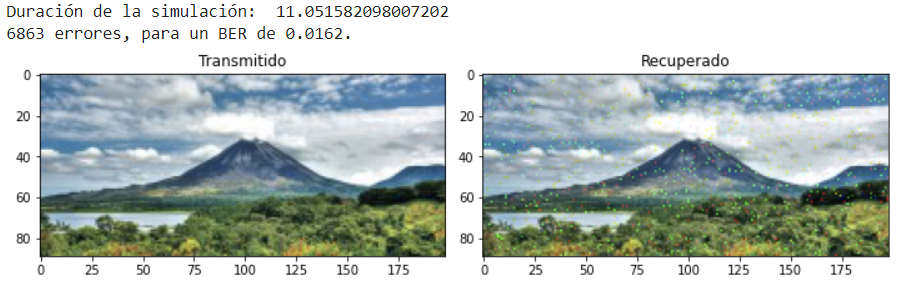 Duración de la simulación:  11.051582098007202
6863 errores, para un BER de 0.0162.
Transmitido
0
20
40
60
80
0 25 50 75 100 125 150 175
Recuperado
0
20
40
60
80
0 25 50 75 100 125 150 175